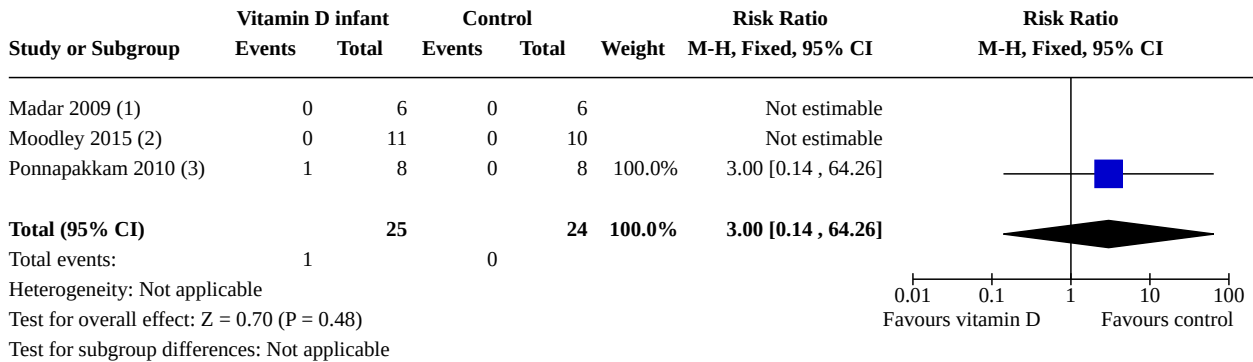 Vitamin D infant Control Risk Ratio Risk Ratio
Study or Subgroup Events Total Events Total Weight M-H, Fixed, 95% CI M-H, Fixed, 95% CI
Madar 2009 (1) 0 6 0 6 Not estimable
Moodley 2015 (2) 0 11 0 10 Not estimable
Ponnapakkam 2010 (3) 1 8 0 8 100.0% 3.00 [0.14 , 64.26]
Total (95% CI) 25 24 100.0% 3.00 [0.14 , 64.26]
Total events: 1 0
Heterogeneity: Not applicable
0.01 0.1 1 10 100
Test for overall effect: Z = 0.70 (P = 0.48)
Favours vitamin D Favours control
Test for subgroup differences: Not applicable